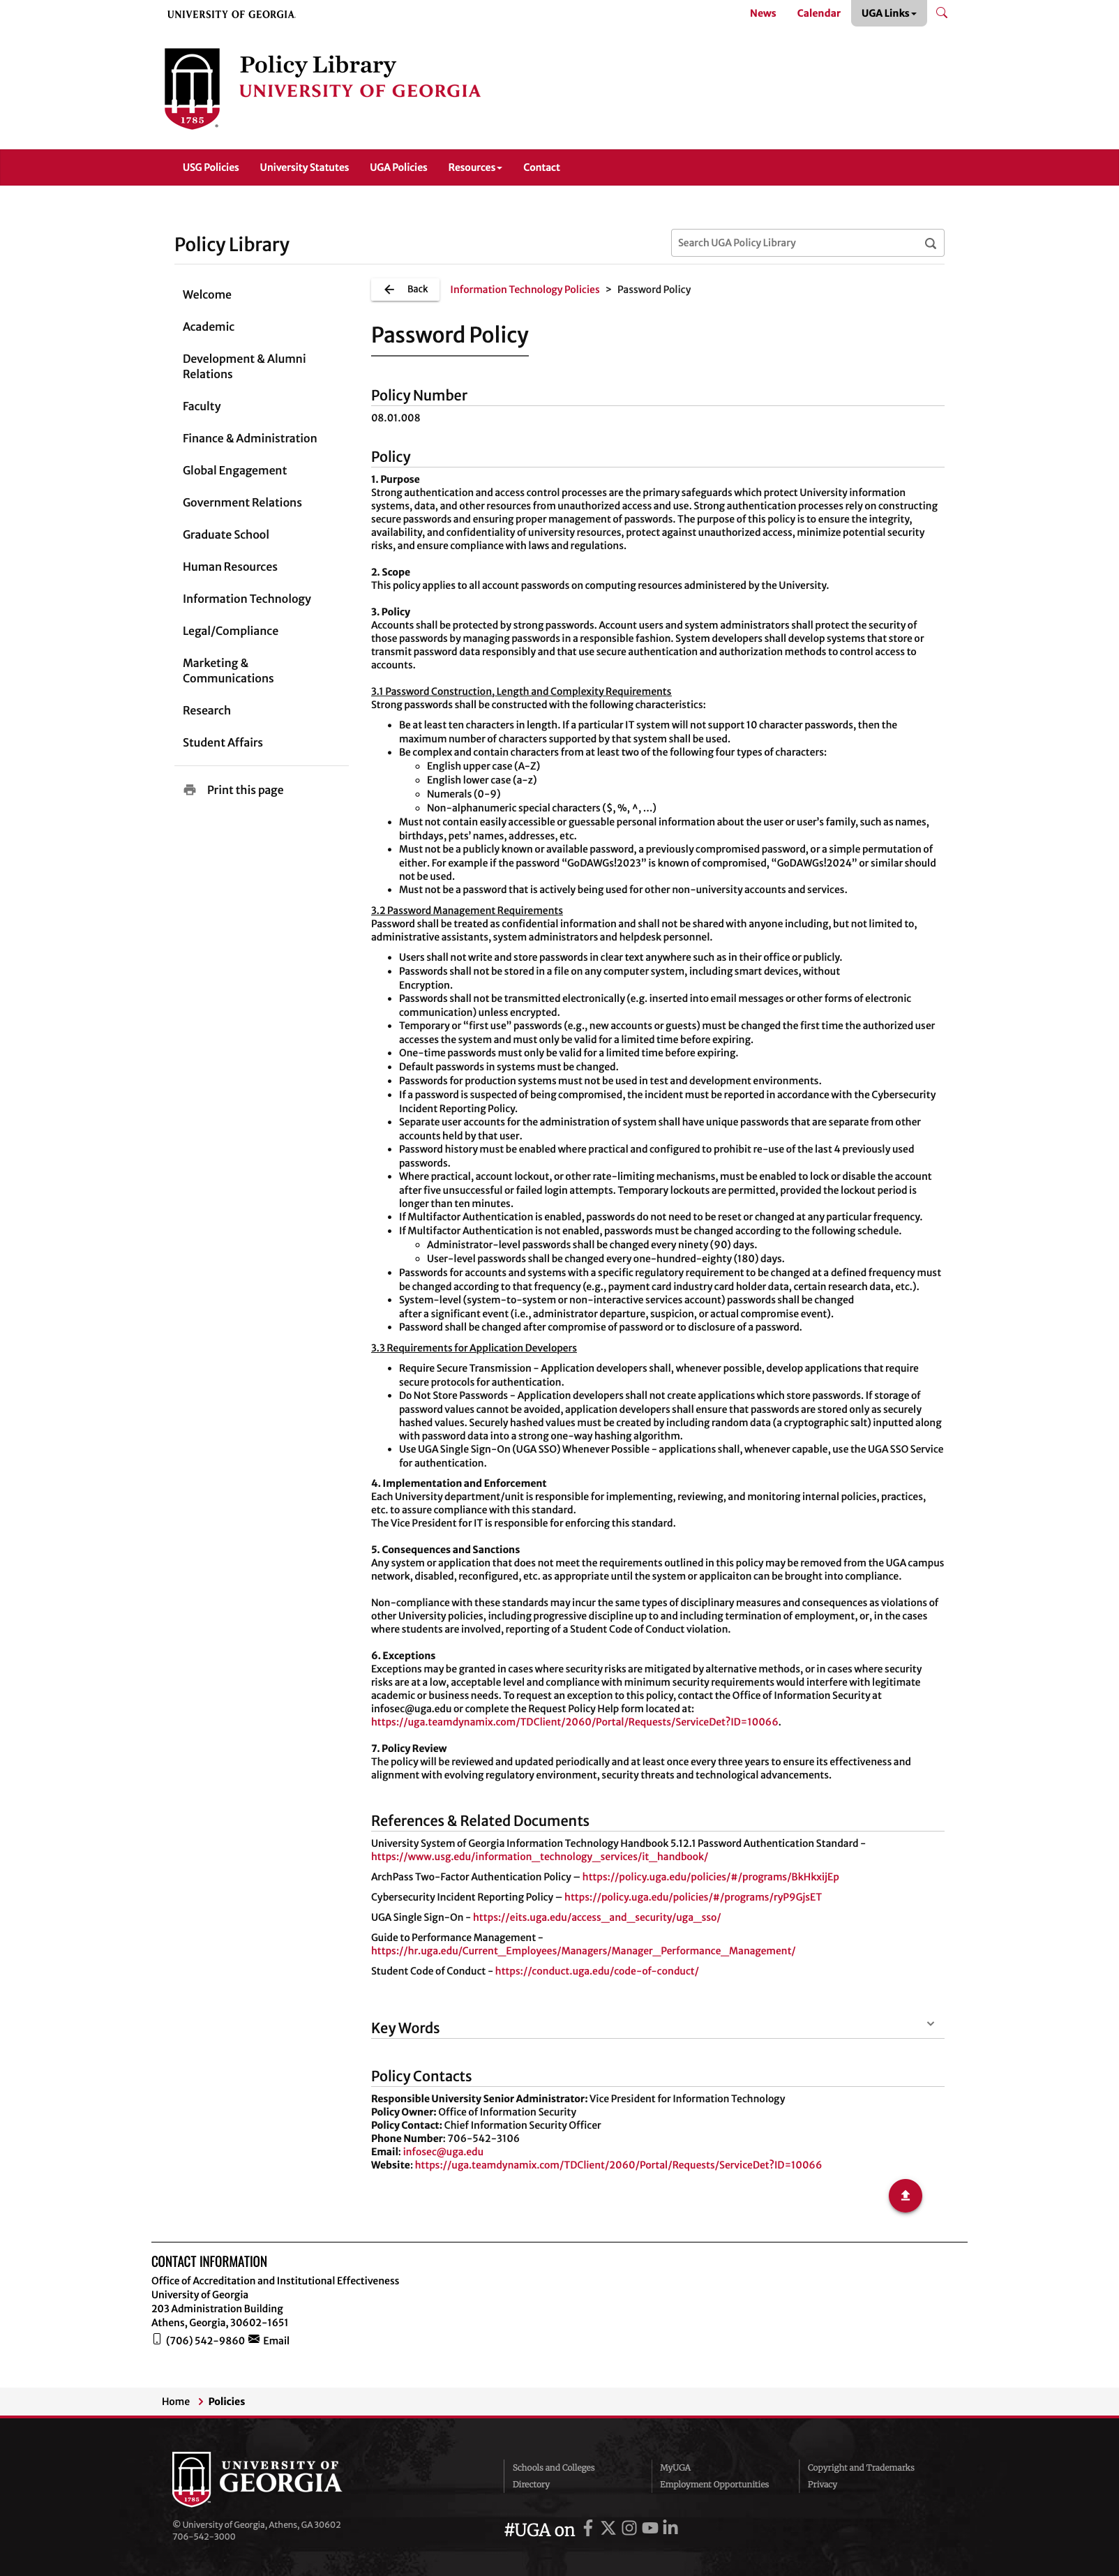 UNIVERSITY OF GEORGIA
News
Calendar
UGA Links
Policy Library
UNIVERSITY OF GEORGIA
1785
USG Policies
University Statutes
UGA Policies
Resources
Contact
Policy Library
Search UGA Policy Library
Welcome
Academic
Development & Alumni
Relations
Faculty
Finance & Administration
Global Engagement
Government Relations
Graduate School
Human Resources
Information Technology
Legal/Compliance
Marketing &
Communications
Research
Student Affairs
Print this page
Back
Information Technology Policies > Password Policy
Password Policy
Policy Number
08.01.008
Policy
1. Purpose
Strong authentication and access control processes are the primary safeguards which protect University information
systems, data, and other resources from unauthorized access and use. Strong authentication processes rely on constructing
secure passwords and ensuring proper management of passwords. The purpose of this policy is to ensure the integrity,
availability, and confidentiality of university resources, protect against unauthorized access, minimize potential security
risks, and ensure compliance with laws and regulations.
2. Scope
This policy applies to all account passwords on computing resources administered by the University.
3. Policy
Accounts shall be protected by strong passwords. Account users and system administrators shall protect the security of
those passwords by managing passwords in a responsible fashion. System developers shall develop systems that store or
transmit password data responsibly and that use secure authentication and authorization methods to control access to
accounts.
3.1 Password Construction, Length and Complexity Requirements
Strong passwords shall be constructed with the following characteristics:
• Be at least ten characters in length. If a particular IT system will not support 10 character passwords, then the
maximum number of characters supported by that system shall be used.
• Be complex and contain characters from at least two of the following four types of characters:
◦ English upper case (A-Z)
◦ English lower case (a-z)
◦ Numerals (0-9)
◦ Non-alphanumeric special characters ($, %, ^, ...)
• Must not contain easily accessible or guessable personal information about the user or user’s family, such as names,
birthdays, pets’ names, addresses, etc.
• Must not be a publicly known or available password, a previously compromised password, or a simple permutation of
either. For example if the password “GoDAWGs!2023” is known of compromised, “GoDAWGs!2024” or similar should
not be used.
• Must not be a password that is actively being used for other non-university accounts and services.
3.2 Password Management Requirements
Password shall be treated as confidential information and shall not be shared with anyone including, but not limited to,
administrative assistants, system administrators and helpdesk personnel.
• Users shall not write and store passwords in clear text anywhere such as in their office or publicly.
• Passwords shall not be stored in a file on any computer system, including smart devices, without
Encryption.
• Passwords shall not be transmitted electronically (e.g. inserted into email messages or other forms of electronic
communication) unless encrypted.
• Temporary or “first use” passwords (e.g., new accounts or guests) must be changed the first time the authorized user
accesses the system and must only be valid for a limited time before expiring.
• One-time passwords must only be valid for a limited time before expiring.
• Default passwords in systems must be changed.
• Passwords for production systems must not be used in test and development environments.
• If a password is suspected of being compromised, the incident must be reported in accordance with the Cybersecurity
Incident Reporting Policy.
• Separate user accounts for the administration of system shall have unique passwords that are separate from other
accounts held by that user.
• Password history must be enabled where practical and configured to prohibit re-use of the last 4 previously used
passwords.
• Where practical, account lockout, or other rate-limiting mechanisms, must be enabled to lock or disable the account
after five unsuccessful or failed login attempts. Temporary lockouts are permitted, provided the lockout period is
longer than ten minutes.
• If Multifactor Authentication is enabled, passwords do not need to be reset or changed at any particular frequency.
• If Multifactor Authentication is not enabled, passwords must be changed according to the following schedule.
◦ Administrator-level passwords shall be changed every ninety (90) days.
◦ User-level passwords shall be changed every one-hundred-eighty (180) days.
• Passwords for accounts and systems with a specific regulatory requirement to be changed at a defined frequency must
be changed according to that frequency (e.g., payment card industry card holder data, certain research data, etc.).
• System-level (system-to-system or non-interactive services account) passwords shall be changed
after a significant event (i.e., administrator departure, suspicion, or actual compromise event).
• Password shall be changed after compromise of password or to disclosure of a password.
3.3 Requirements for Application Developers
• Require Secure Transmission - Application developers shall, whenever possible, develop applications that require
secure protocols for authentication.
• Do Not Store Passwords - Application developers shall not create applications which store passwords. If storage of
password values cannot be avoided, application developers shall ensure that passwords are stored only as securely
hashed values. Securely hashed values must be created by including random data (a cryptographic salt) inputted along
with password data into a strong one-way hashing algorithm.
• Use UGA Single Sign-On (UGA SSO) Whenever Possible - applications shall, whenever capable, use the UGA SSO Service
for authentication.
4. Implementation and Enforcement
Each University department/unit is responsible for implementing, reviewing, and monitoring internal policies, practices,
etc. to assure compliance with this standard.
The Vice President for IT is responsible for enforcing this standard.
5. Consequences and Sanctions
Any system or application that does not meet the requirements outlined in this policy may be removed from the UGA campus
network, disabled, reconfigured, etc. as appropriate until the system or applicaiton can be brought into compliance.
Non-compliance with these standards may incur the same types of disciplinary measures and consequences as violations of
other University policies, including progressive discipline up to and including termination of employment, or, in the cases
where students are involved, reporting of a Student Code of Conduct violation.
6. Exceptions
Exceptions may be granted in cases where security risks are mitigated by alternative methods, or in cases where security
risks are at a low, acceptable level and compliance with minimum security requirements would interfere with legitimate
academic or business needs. To request an exception to this policy, contact the Office of Information Security at
infosec@uga.edu or complete the Request Policy Help form located at:
https://uga.teamdynamix.com/TDClient/2060/Portal/Requests/ServiceDet?ID=10066.
7. Policy Review
The policy will be reviewed and updated periodically and at least once every three years to ensure its effectiveness and
alignment with evolving regulatory environment, security threats and technological advancements.
References & Related Documents
University System of Georgia Information Technology Handbook 5.12.1 Password Authentication Standard -
https://www.usg.edu/information_technology_services/it_handbook/
ArchPass Two-Factor Authentication Policy – https://policy.uga.edu/policies/#/programs/BkHkxijEp
Cybersecurity Incident Reporting Policy – https://policy.uga.edu/policies/#/programs/ryP9GjsET
UGA Single Sign-On - https://eits.uga.edu/access_and_security/uga_sso/
Guide to Performance Management -
https://hr.uga.edu/Current_Employees/Managers/Manager_Performance_Management/
Student Code of Conduct - https://conduct.uga.edu/code-of-conduct/
Key Words
Policy Contacts
Responsible University Senior Administrator: Vice President for Information Technology
Policy Owner: Office of Information Security
Policy Contact: Chief Information Security Officer
Phone Number: 706-542-3106
Email: infosec@uga.edu
Website: https://uga.teamdynamix.com/TDClient/2060/Portal/Requests/ServiceDet?ID=10066
CONTACT INFORMATION
Office of Accreditation and Institutional Effectiveness
University of Georgia
203 Administration Building
Athens, Georgia, 30602-1651
(706) 542-9860 Email
Home
Policies
UNIVERSITY OF
GEORGIA
1785
© University of Georgia, Athens, GA 30602
706-542-3000
Schools and Colleges
Directory
MyUGA
Employment Opportunities
Copyright and Trademarks
Privacy
#UGA on